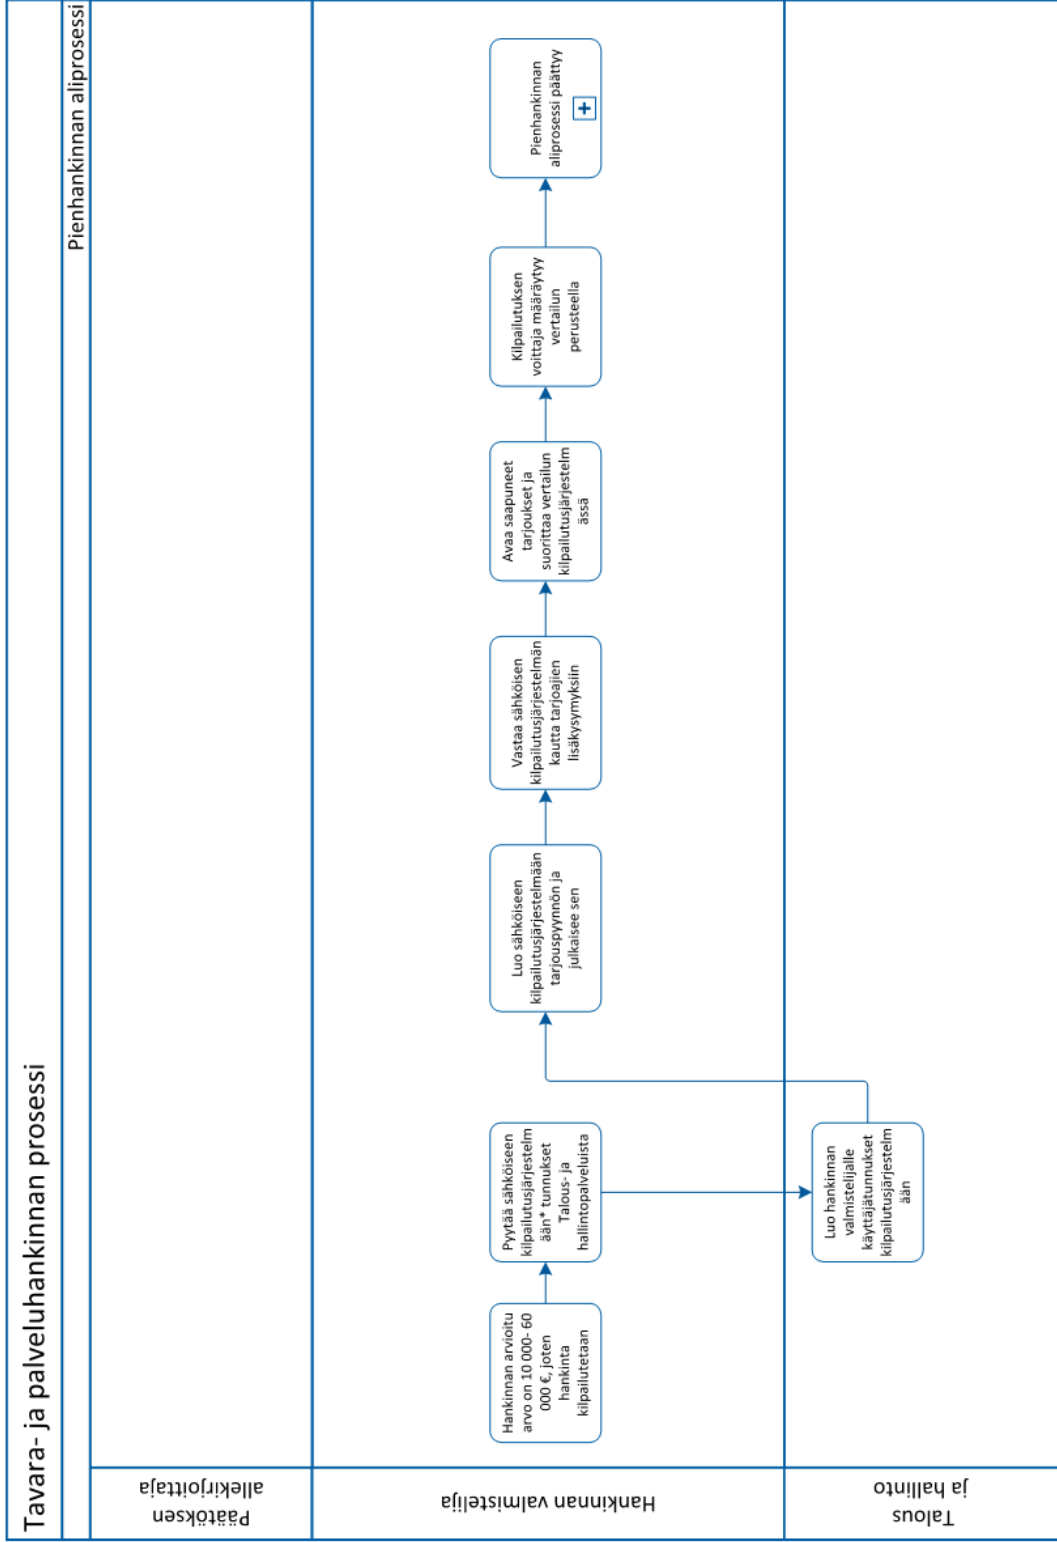 Tavara- ja palveluhankinnan prosessi
Pienhankinnan aliprosessi
Päätöksen
allekirjoittaja
Hankinnan valmistelija
Hankinnan arvioitu
arvo on 10 000- 60
000 €, joten
hankinta
kilpailutetaan
Pyytää sähköiseen
kilpailutusjärjestelm
ään* tunnukset
Talous- ja
hallintopalveluista
Luo sähköiseen
kilpailutusjärjestelmään
tarjouspyynnön ja
julkaisee sen
Vastaa sähköisen
kilpailutusjärjestelmän
kautta tarjoajien
lisäkysymyksiin
Avaa saapuneet
tarjoukset ja
suorittaa vertailun
kilpailutusjärjestelm
ässä
Kilpailutuksen
voittaja määräytyy
vertailun
perusteella
Pienhankinnan
aliprosessi päättyy
Talous
ja hallinto
Luo hankinnan
valmistelijalle
käyttäjätunnukset
kilpailutusjärjestelm
ään